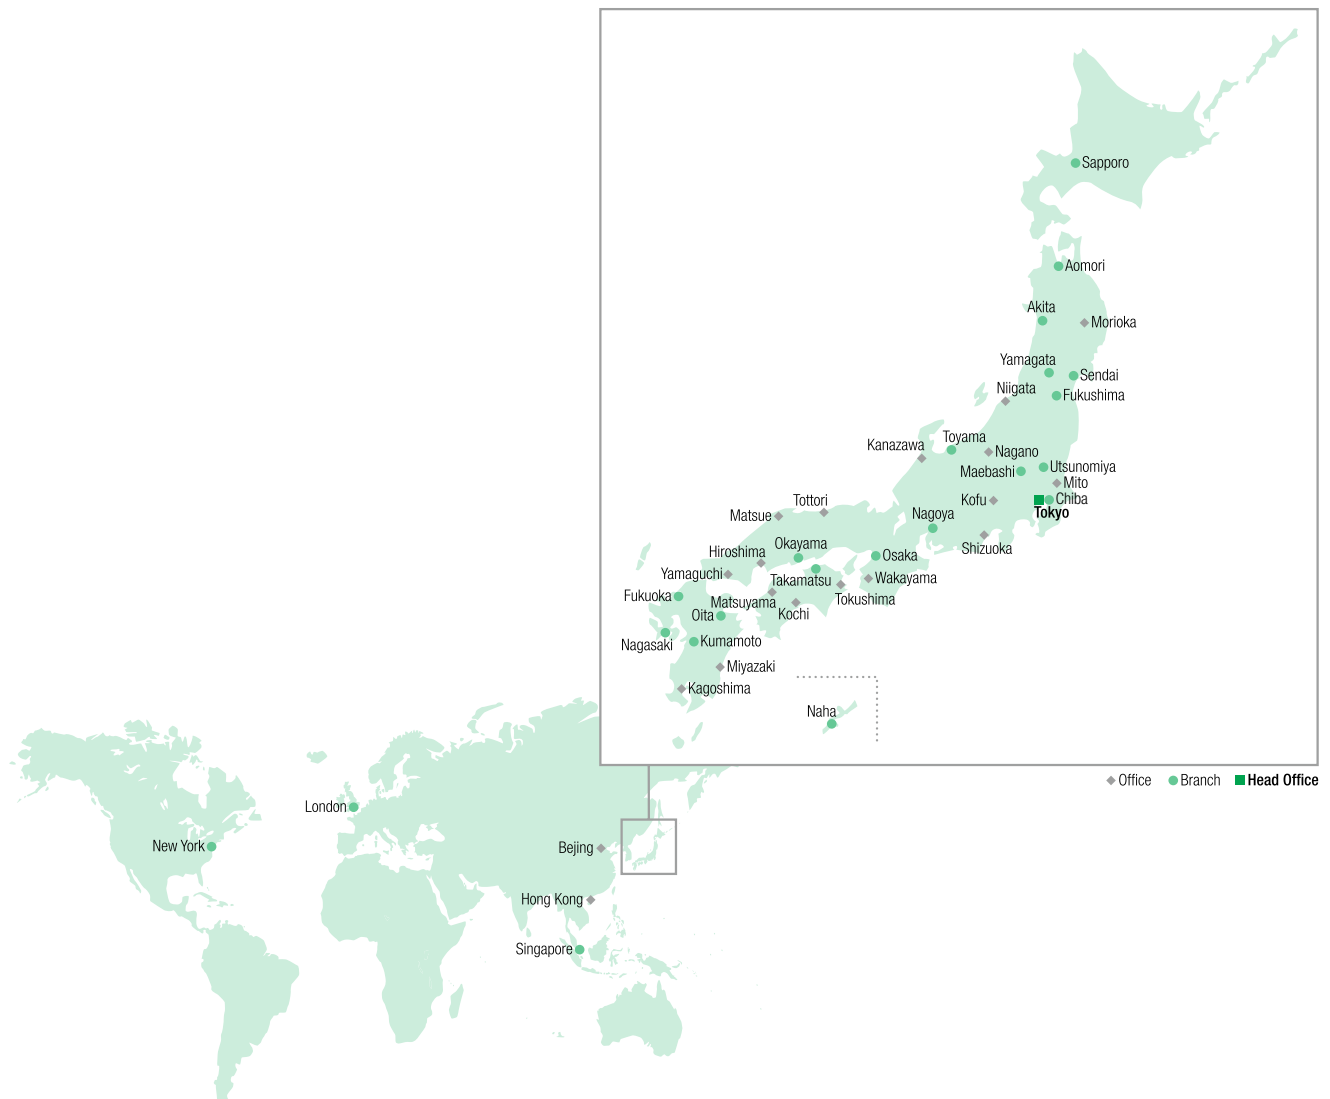 Sapporo
Aomori
Akita
Morioka
Yamagata
Sendai
Niigata
Fukushima
Toyama
Kanazawa
Nagano
Utsunomiya
Maebashi
Mito
Kofu
Chiba
Tottori
Tokyo
Matsue
Nagoya
Okayama
Shizuoka
Hiroshima
Osaka
Yamaguchi
Takamatsu
Wakayama
Fukuoka
Matsuyama
Tokushima
Oita
Kochi
Nagasaki
Kumamoto
Miyazaki
Kagoshima
Naha
Office
Branch
Head Office
London
New York
Bejing
Hong Kong
Singapore